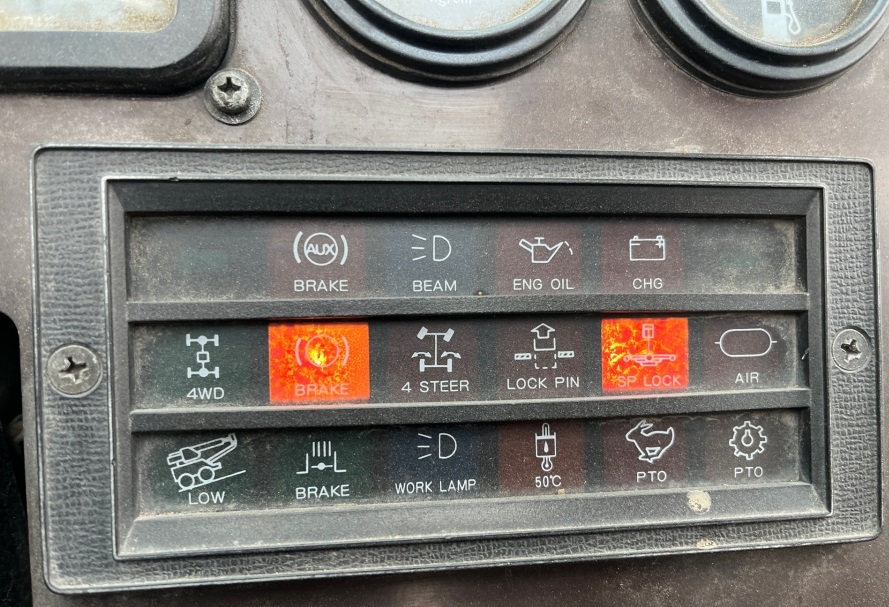 AUX
BRAKE BEAM ENG OIL CHG
4WD BRAKE 4 STEER LOCK PIN SP LOCK AIR
LOW BRAKE WORK LAMP 50℃ PTO PTO